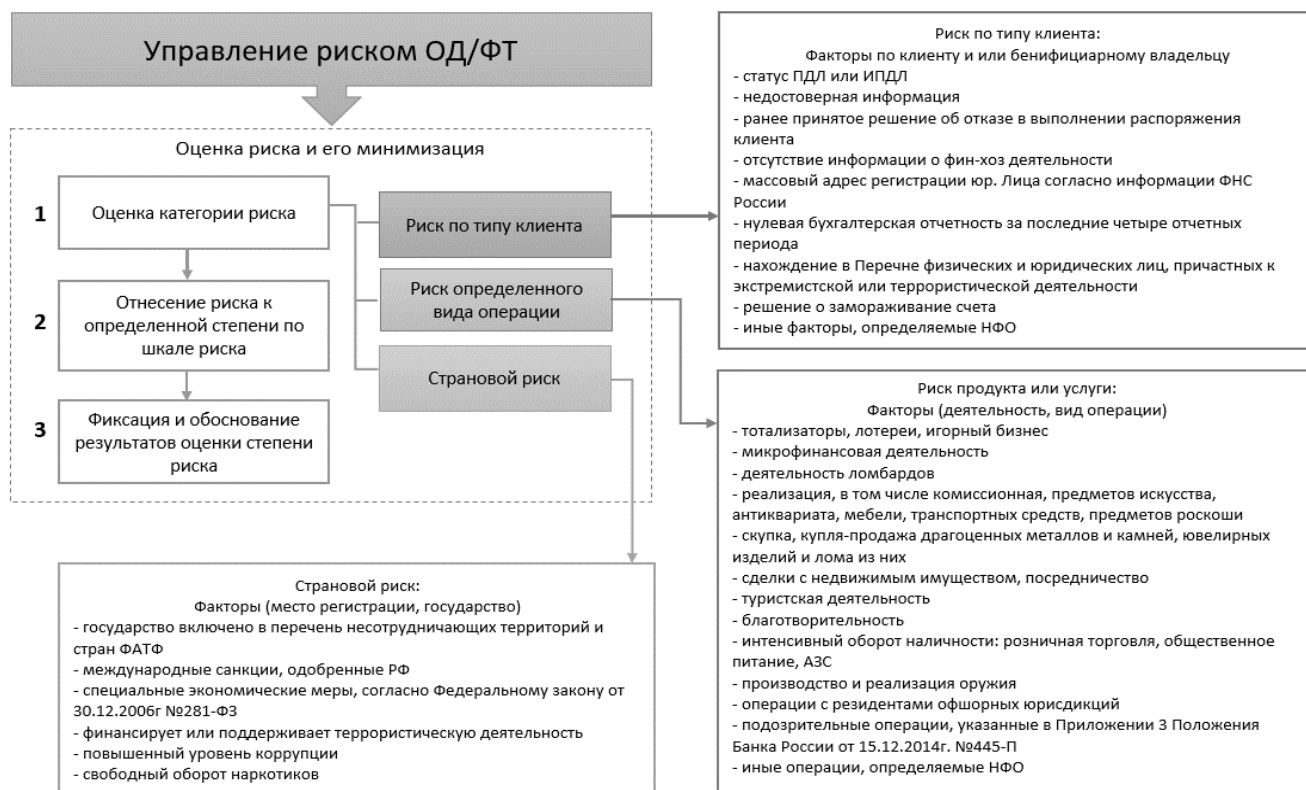 Управление риском ОД/ФТ
Оценка риска и его минимизация
1
Оценка категории риска
2
Отнесение риска к
определенной степени по
шкале риска
3
Фиксация и обоснование
результатов оценки степени
риска
Риск по типу клиента
Риск определенного
вида операции
Страновой риск
Риск по типу клиента:
Факторы по клиенту и или бенифициарному владельцу
- статус ПДЛ или ИПДЛ
- недостоверная информация
- ранее принятое решение об отказе в выполнении распоряжения
клиента
- отсутствие информации о фин-хоз деятельности
- массовый адрес регистрации юр. Лица согласно информации ФНС
России
- нулевая бухгалтерская отчетность за последние четыре отчетных
периода
- нахождение в Перечне физических и юридических лиц, причастных к
экстремистской или террористической деятельности
- решение о замораживание счета
- иные факторы, определяемые НФО
Риск продукта или услуги:
Факторы (деятельность, вид операции)
- тотализаторы, лотереи, игорный бизнес
- микрофинансовая деятельность
- деятельность ломбардов
- реализация, в том числе комиссионная, предметов искусства,
антиквариата, мебели, транспортных средств, предметов роскоши
- скупка, купля-продажа драгоценных металлов и камней, ювелирных
изделий и лома из них
- сделки с недвижимым имуществом, посредничество
- туристская деятельность
- благотворительность
- интенсивный оборот наличности: розничная торговля, общественное
питание, АЗС
- производство и реализация оружия
- операции с резидентами офшорных юрисдикций
- подозрительные операции, указанные в Приложении 3 Положения
Банка России от 15.12.2014г. №445-П
- иные операции, определяемые НФО
Страновой риск:
Факторы (место регистрации, государство)
- государство включено в перечень несотрудничающих территорий и
стран ФАТФ
- международные санкции, одобренные РФ
- специальные экономические меры, согласно Федеральному закону от
30.12.2006г №281-ФЗ
- финансирует или поддерживает террористическую деятельность
- повышенный уровень коррупции
- свободный оборот наркотиков